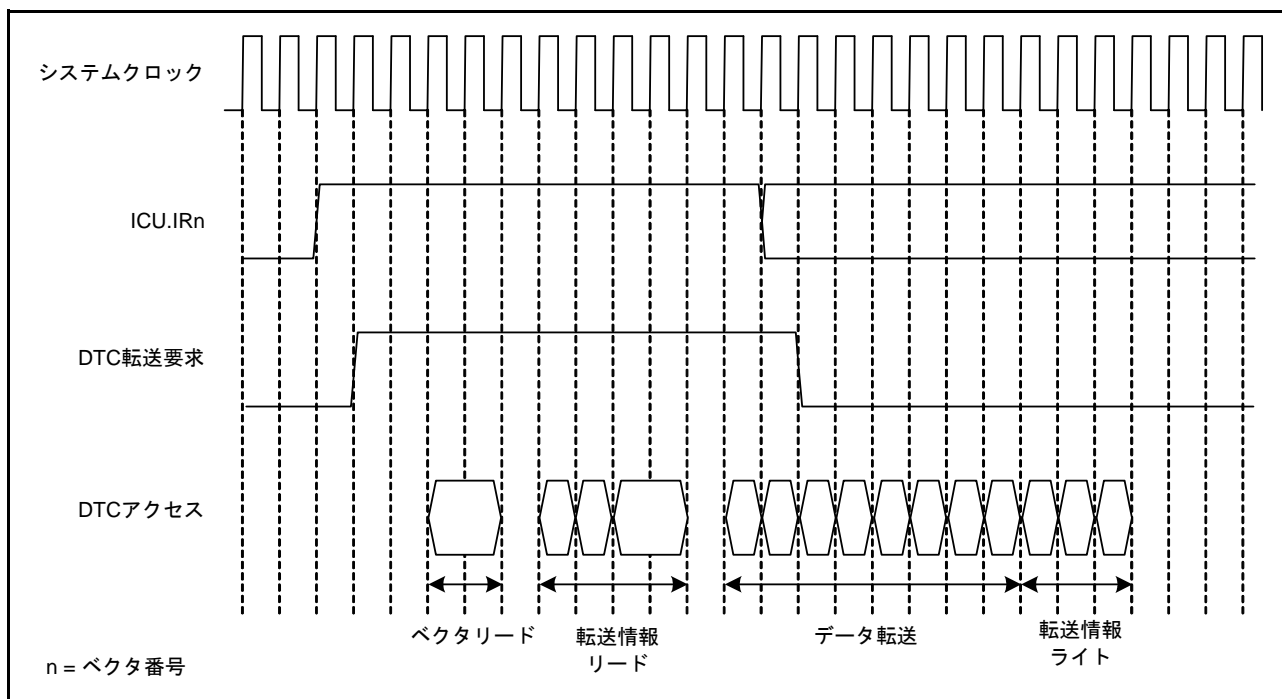 システムクロック
ICU.IRn
DTC転送要求
DTCアクセス
ベクタリード
転送情報
リード
データ転送
転送情報
ライト
n = ベクタ番号